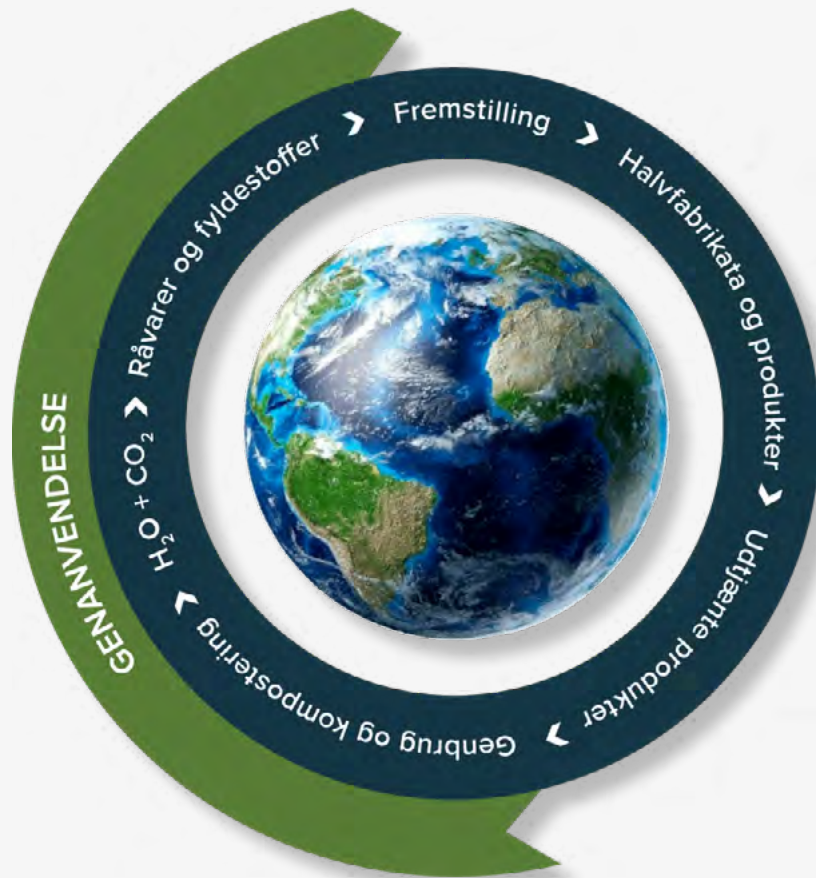 GENANVENDELSE
Råvarer og fyldestoffer
Fremstilling
Halvfabrikata og produkter
Udtjænte produkter
Genbrug og kompostering
H₂O + CO₂